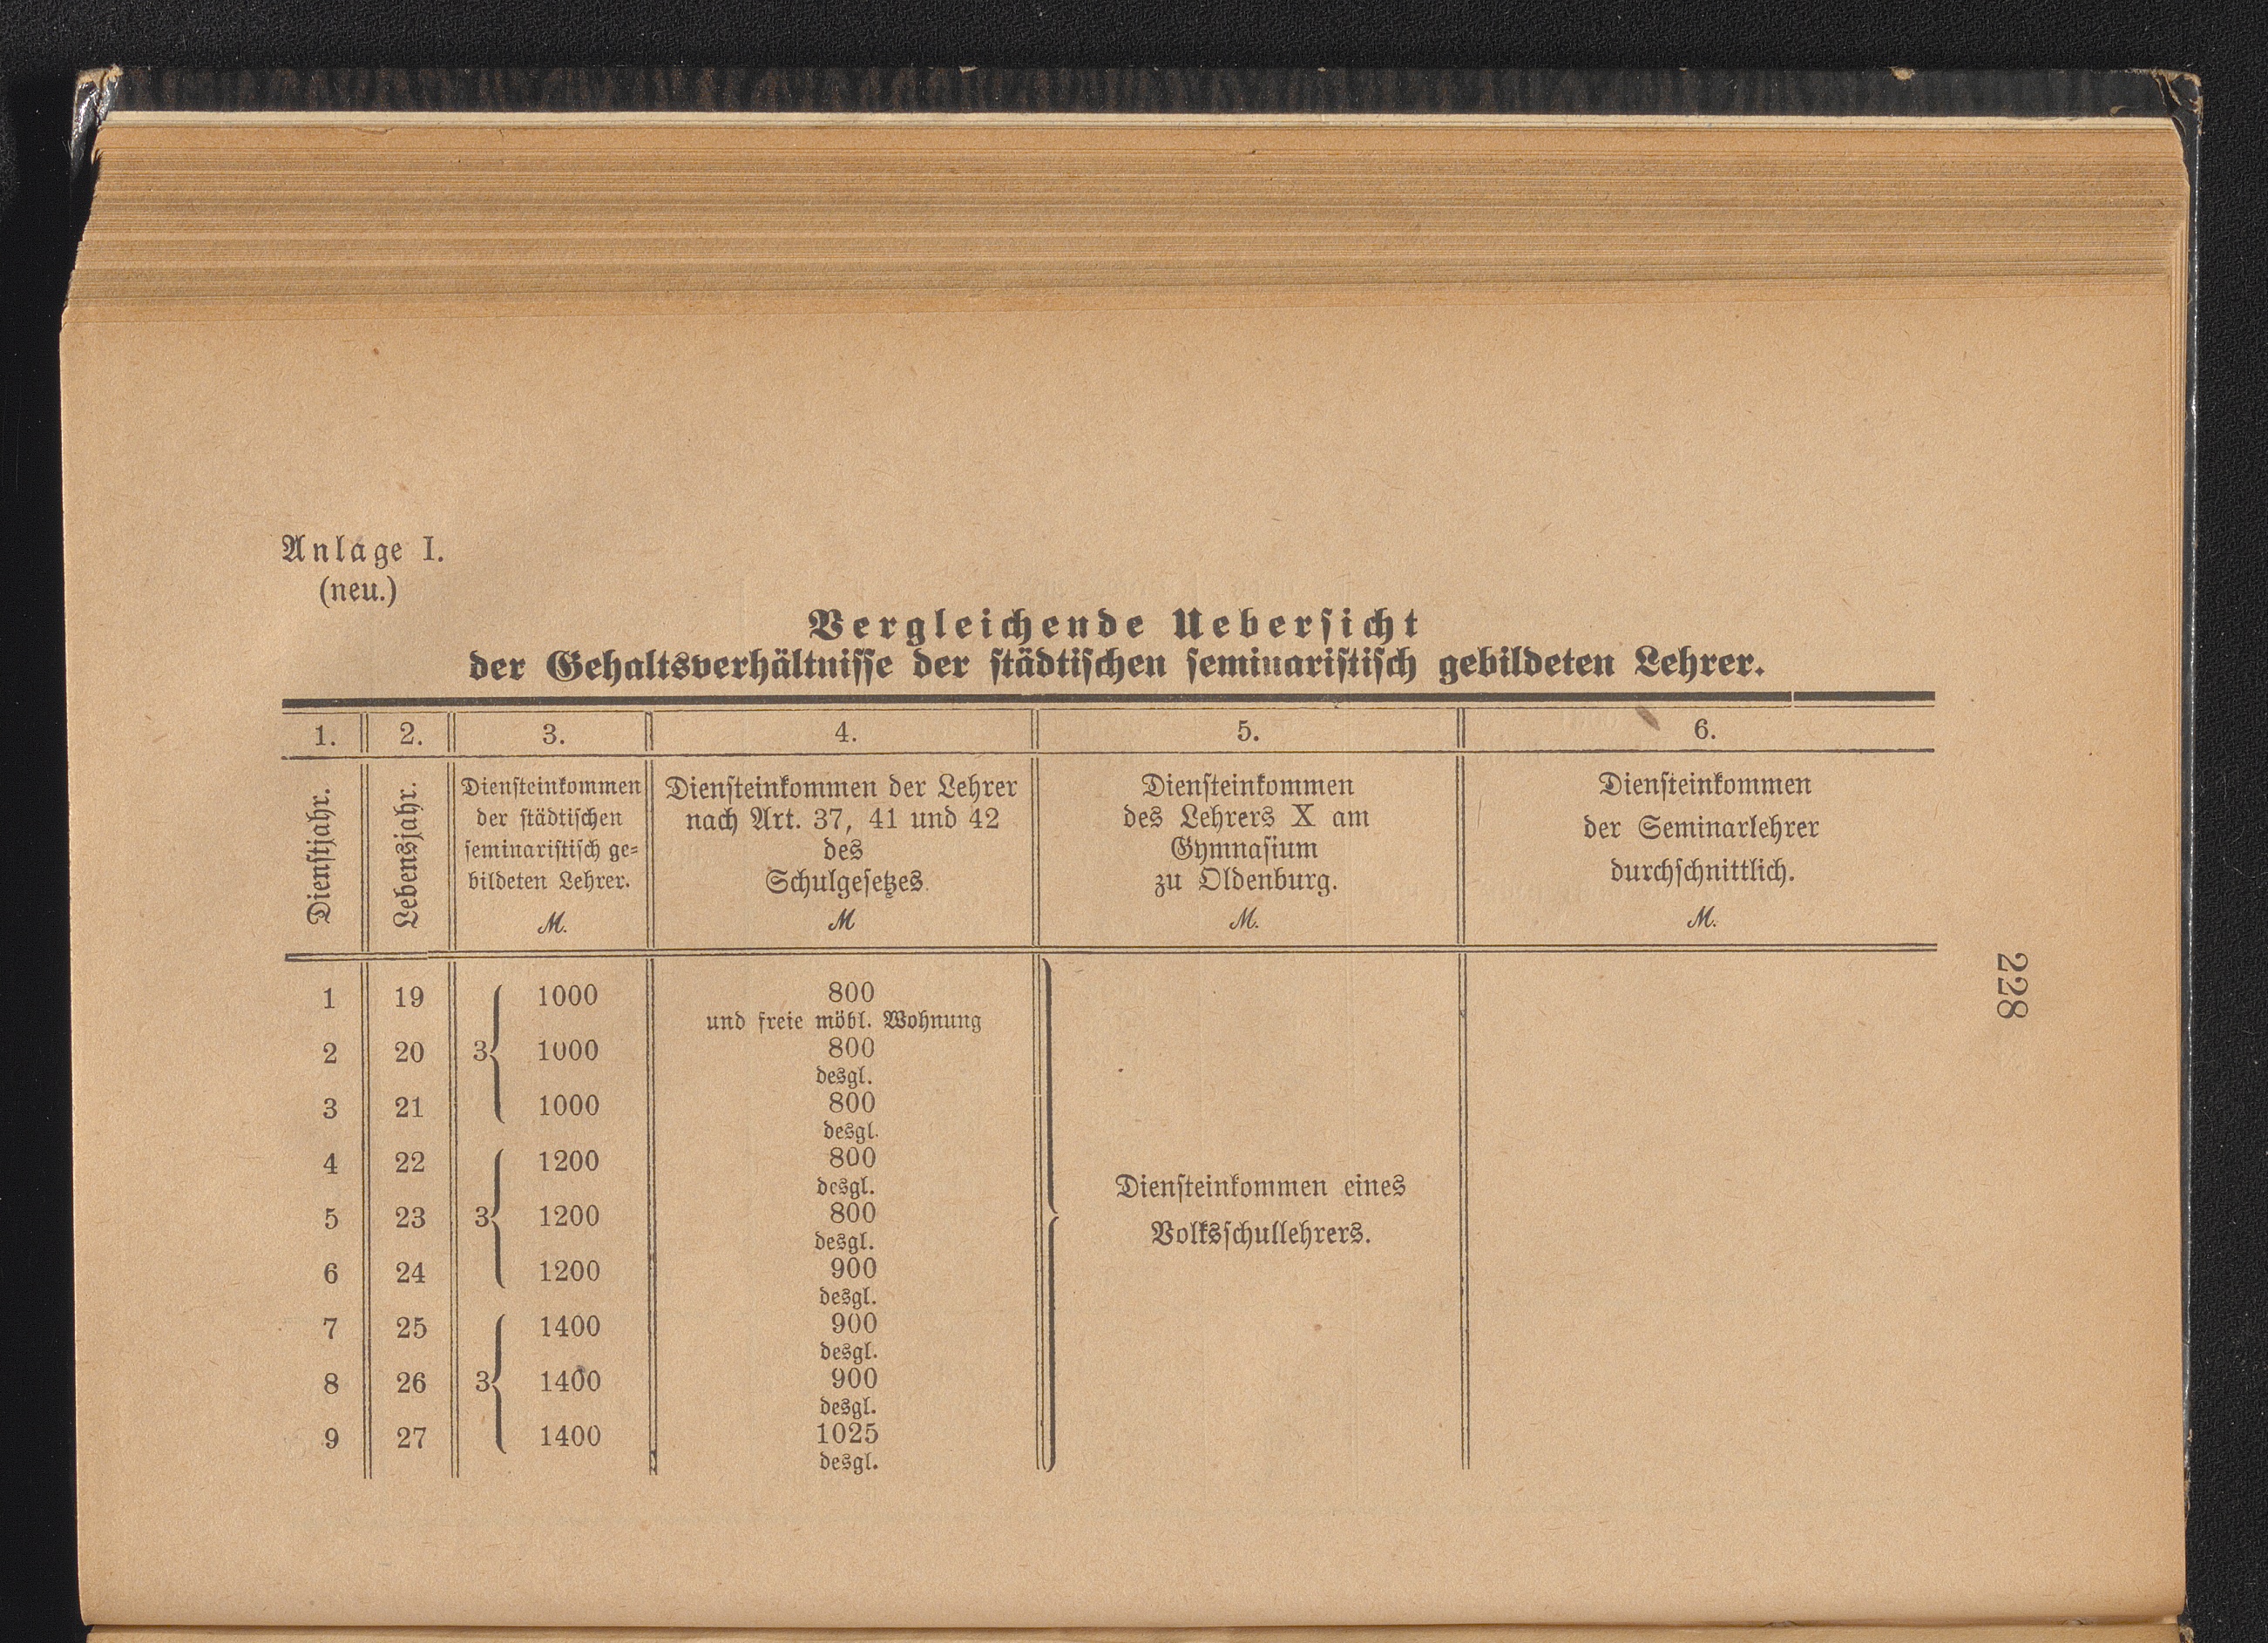 Anlage I.
(neu.)
Vergleichende Uebersicht
der Gehaltsverhältnisse der städtischen seminaristisch gebildeten Lehrer.
1. 2. 3. 4. 5. 6.
Dienstjahr.
Lebensjahr.
Diensteinkommen
der städtischen
seminaristisch ge-
bildeten Lehrer.
M.
Diensteinkommen der Lehrer
nach Art. 37, 41 und 42
des
Schulgesetzes.
M
Diensteinkommen
des Lehrers X am
Gymnasium
zu Oldenburg.
M.
Diensteinkommen
der Seminarlehrer
durchschnittlich.
M.
1 19 1000 800
und freie möbl. Wohnung
2 20 3 1000 800
desgl.
3 21 1000 800
desgl.
4 22 1200 800
desgl.
5 23 3 1200 800
desgl.
6 24 1200 900
desgl.
7 25 1400 900
desgl.
8 26 3 1400 900
desgl.
9 27 1400 1025
desgl.
Diensteinkommen eines
Volksschullehrers.
228